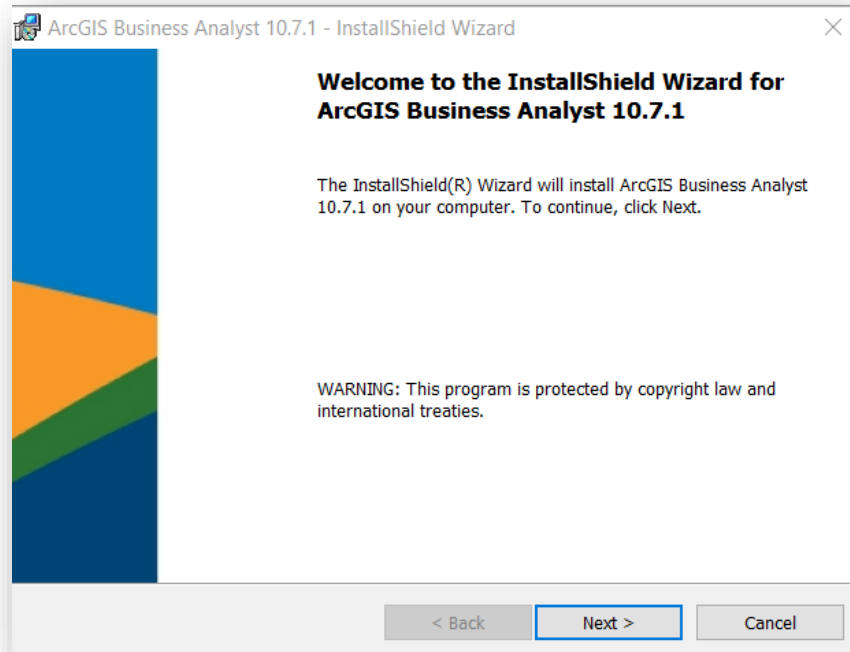 ArcGIS Business Analyst 10.7.1 - InstallShield Wizard
Welcome to the InstallShield Wizard for
ArcGIS Business Analyst 10.7.1
The InstallShield(R) Wizard will install ArcGIS Business Analyst
10.7.1 on your computer. To continue, click Next.
WARNING: This program is protected by copyright law and
international treaties.
< Back
Next >
Cancel